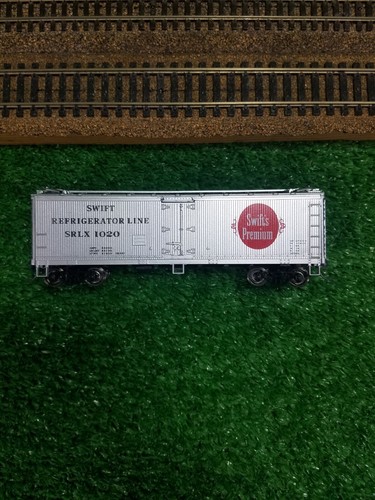 SWIFT
REFRIGERATOR LINE
SRLX 1020
Swift's
Premium